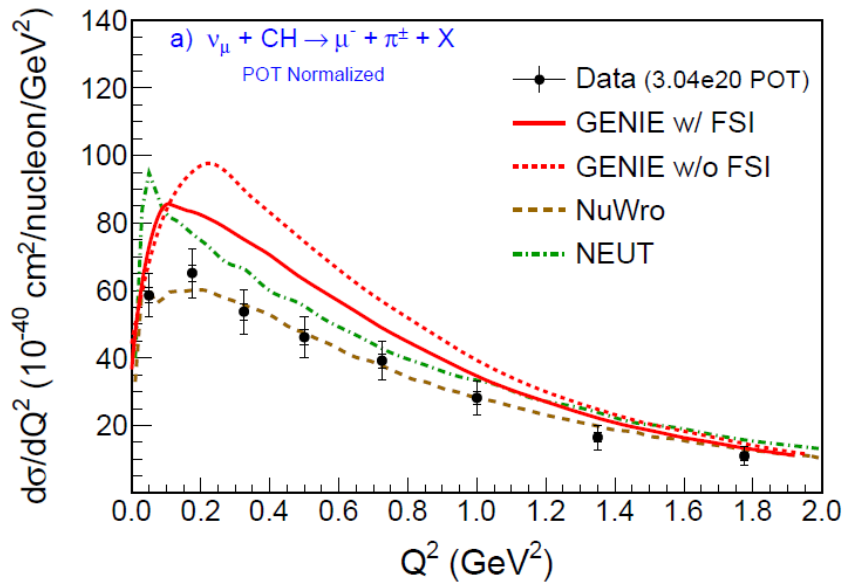 a) νμ + CH → μ- + π± + X
POT Normalized
Data (3.04e20 POT)
GENIE w/ FSI
GENIE w/o FSI
NuWro
NEUT
dσ/dQ² (10⁻⁴⁰ cm²/nucleon/GeV²)
140
120
100
80
60
40
20
0.0 0.2 0.4 0.6 0.8 1.0 1.2 1.4 1.6 1.8 2.0
Q² (GeV²)